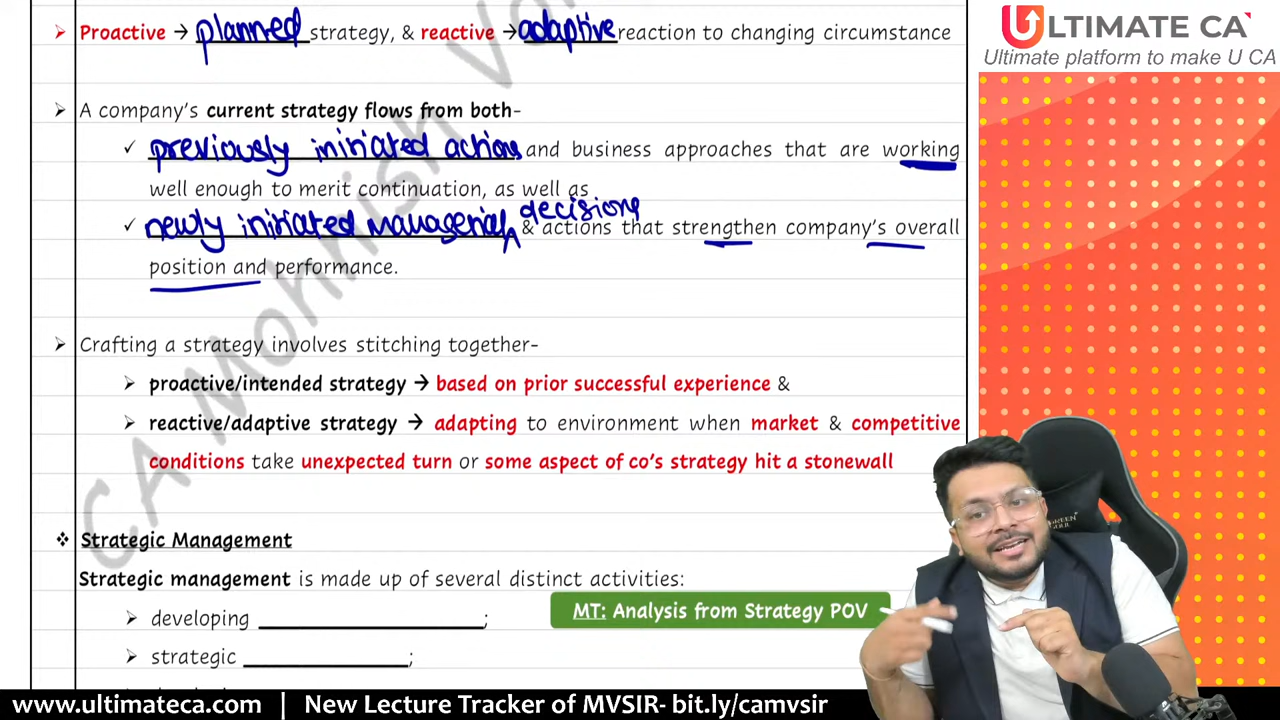 ➢ Proactive → planned strategy, & reactive → adaptive reaction to changing circumstance
ULTIMATE CA
Ultimate platform to make U CA
➢ A company's current strategy flows from both-
✓ previously initiated actions and business approaches that are working
well enough to merit continuation, as well as
✓ newly initiated managerial decisions & actions that strengthen company's overall
position and performance.
➢ Crafting a strategy involves stitching together-
➢ proactive/intended strategy → based on prior successful experience &
➢ reactive/adaptive strategy → adapting to environment when market & competitive
conditions take unexpected turn or some aspect of co's strategy hit a stonewall
❖ Strategic Management
Strategic management is made up of several distinct activities:
➢ developing ____________________;
MT: Analysis from Strategy POV
➢ strategic _______________;
CA Mohnish
www.ultimateca.com | New Lecture Tracker of MVSIR- bit.ly/camvsir